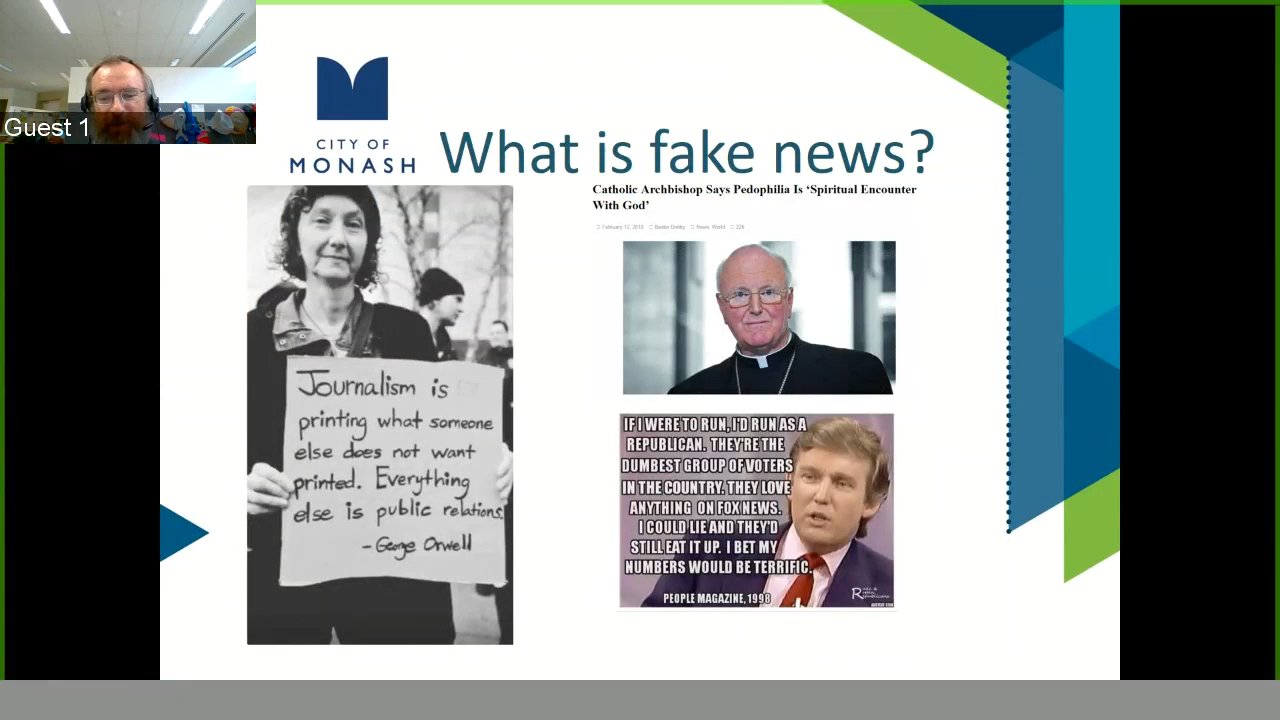 Guest 1
CITY OF
MONASH
What is fake news?
Catholic Archbishop Says Pedophilia Is ‘Spiritual Encounter
With God’
February 12, 2018 Baxter Dmitry News, World 226
Journalism is
printing what someone
else does not want
printed. Everything
else is public relations.
- George Orwell
IF I WERE TO RUN, I'D RUN AS A
REPUBLICAN. THEY'RE THE
DUMBEST GROUP OF VOTERS
IN THE COUNTRY. THEY LOVE
ANYTHING ON FOX NEWS.
I COULD LIE AND THEY'D
STILL EAT IT UP. I BET MY
NUMBERS WOULD BE TERRIFIC.
PEOPLE MAGAZINE, 1998